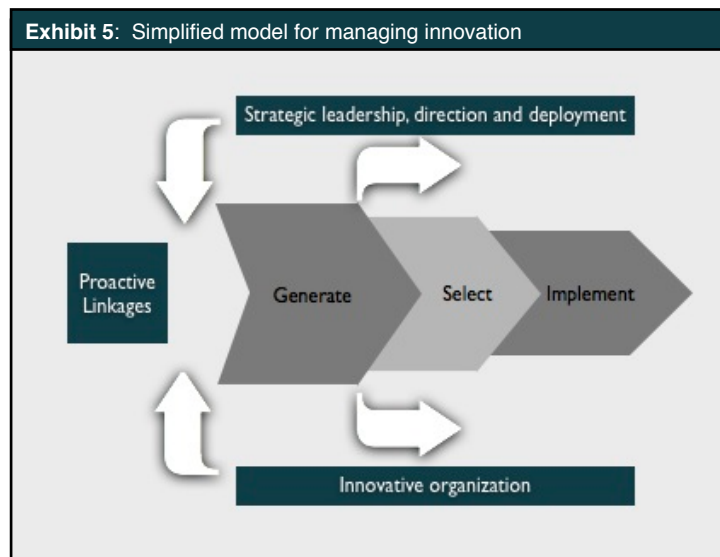 Exhibit 5: Simplified model for managing innovation
Strategic leadership, direction and deployment
Proactive
Linkages
Generate
Select
Implement
Innovative organization